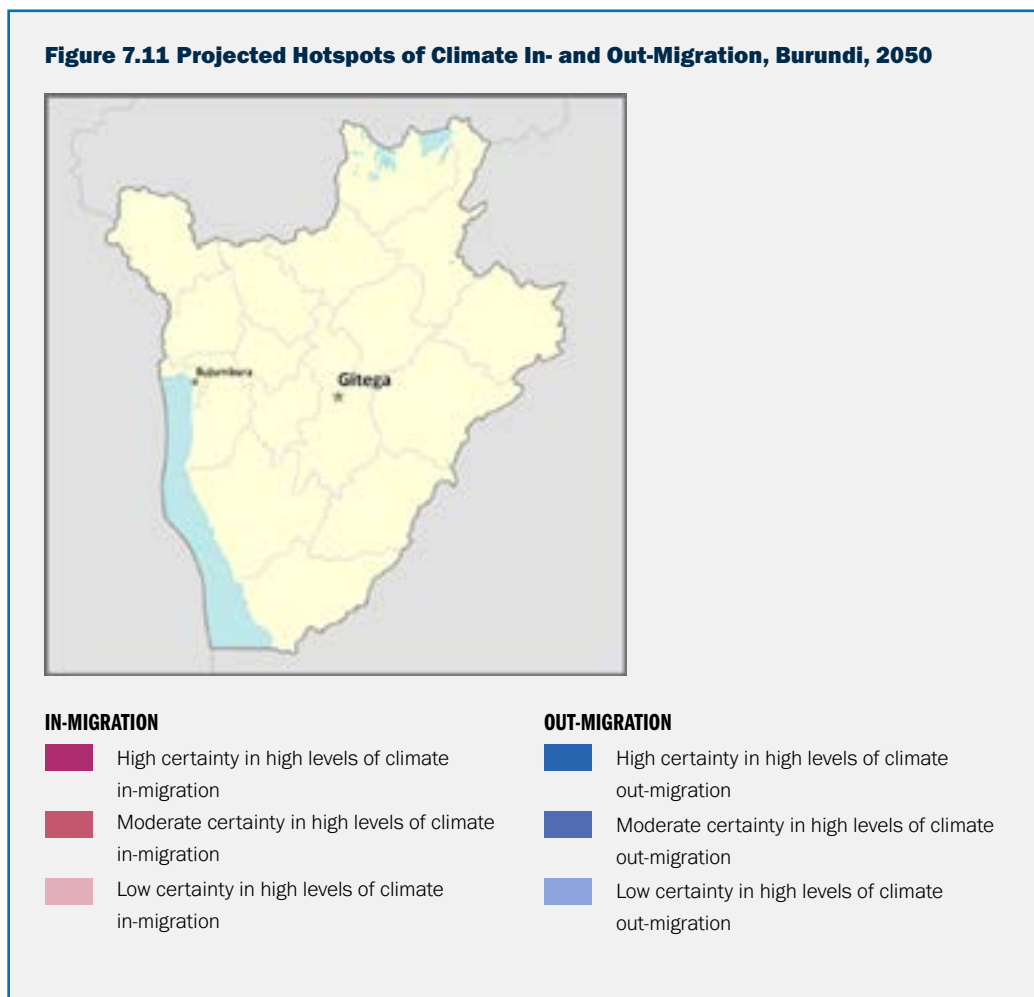 Figure 7.11 Projected Hotspots of Climate In- and Out-Migration, Burundi, 2050
Bujumbura
Gitega
IN-MIGRATION
High certainty in high levels of climate
in-migration
Moderate certainty in high levels of climate
in-migration
Low certainty in high levels of climate
in-migration
OUT-MIGRATION
High certainty in high levels of climate
out-migration
Moderate certainty in high levels of climate
out-migration
Low certainty in high levels of climate
out-migration